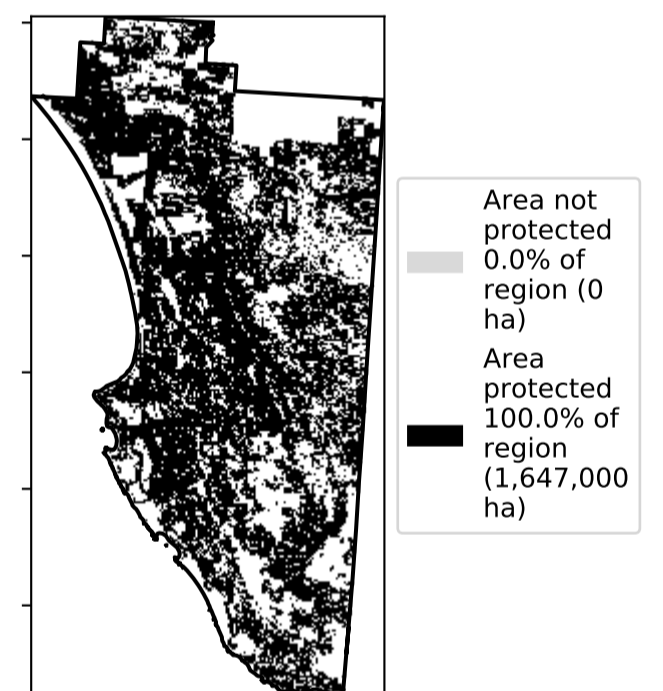 Area not
protected
0.0% of
region (0
ha)
Area
protected
100.0% of
region
(1,647,000
ha)